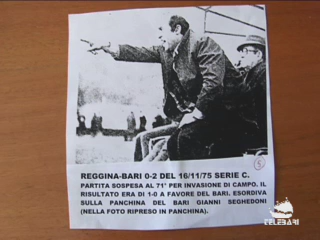 REGGINA-BARI 0-2 DEL 16/11/75 SERIE C.
PARTITA SOSPESA AL 71° PER INVASIONE DI CAMPO. IL
RISULTATO ERA DI 1-0 A FAVORE DEL BARI. ESORDIVA
SULLA PANCHINA DEL BARI GIANNI SEGHEDONI
(NELLA FOTO RIPRESO IN PANCHINA).
TELEBARI